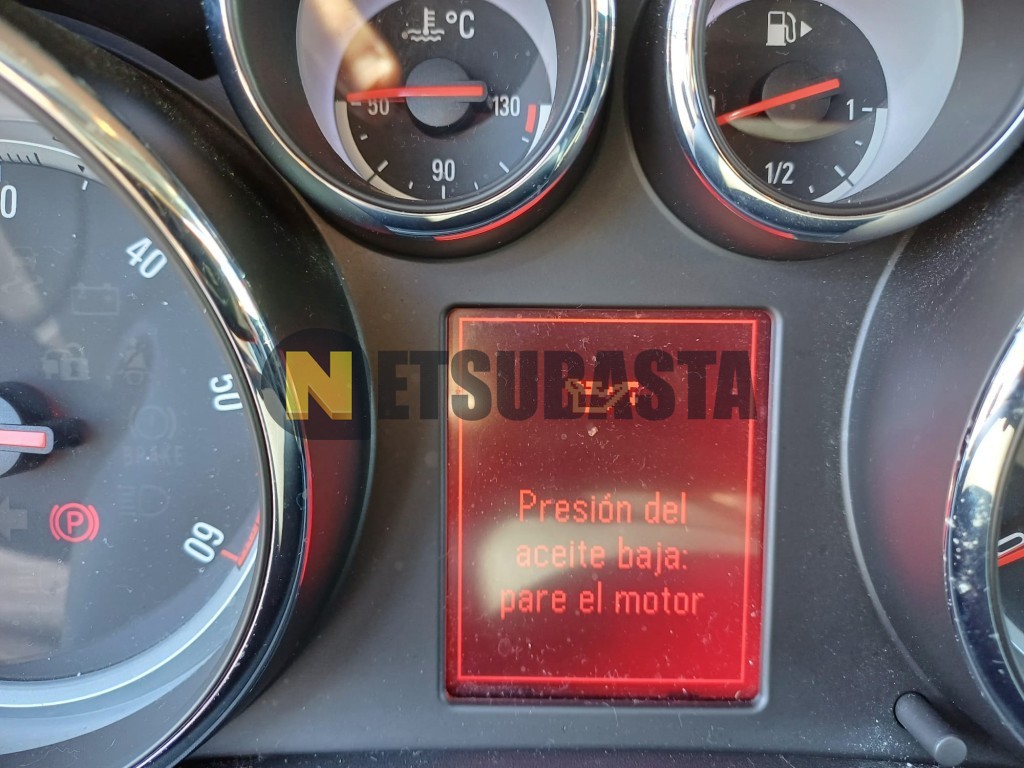 °C
50
130
90
1
1/2
40
50
60
NETSUBASTA
P
Presión del
aceite baja:
pare el motor